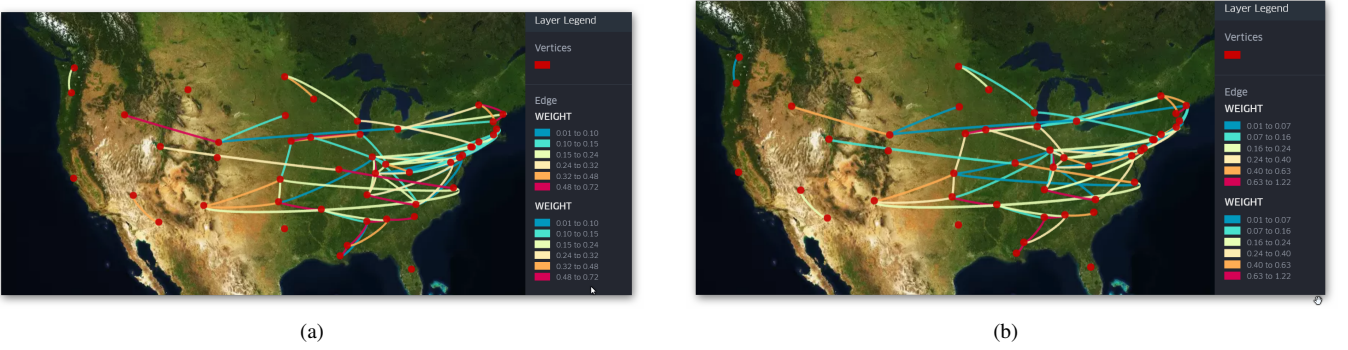 Layer Legend
Vertices
Edge
WEIGHT
0.01 to 0.10
0.10 to 0.15
0.15 to 0.24
0.24 to 0.32
0.32 to 0.48
0.48 to 0.72
WEIGHT
0.01 to 0.10
0.10 to 0.15
0.15 to 0.24
0.24 to 0.32
0.32 to 0.48
0.48 to 0.72
(a)
Layer Legend
Vertices
Edge
WEIGHT
0.01 to 0.07
0.07 to 0.16
0.16 to 0.24
0.24 to 0.40
0.40 to 0.63
0.63 to 1.22
WEIGHT
0.01 to 0.07
0.07 to 0.16
0.16 to 0.24
0.24 to 0.40
0.40 to 0.63
0.63 to 1.22
(b)